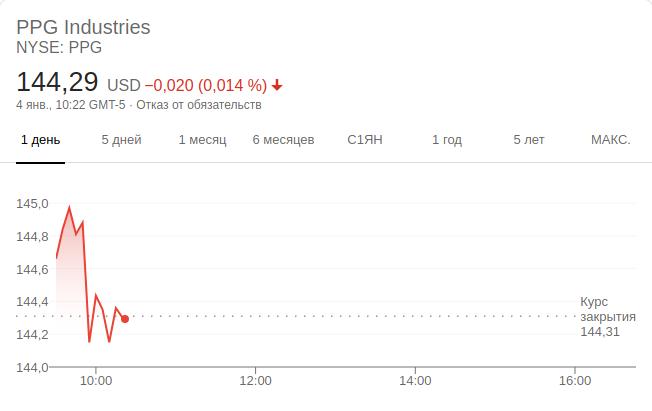 PPG Industries
NYSE: PPG
144,29 USD −0,020 (0,014 %)
4 янв., 10:22 GMT-5 · Отказ от обязательств
1 день 5 дней 1 месяц 6 месяцев С1ЯН 1 год 5 лет МАКС.
145,0
144,8
144,6
144,4
Курс
закрытия
144,31
144,2
144,0
10:00 12:00 14:00 16:00